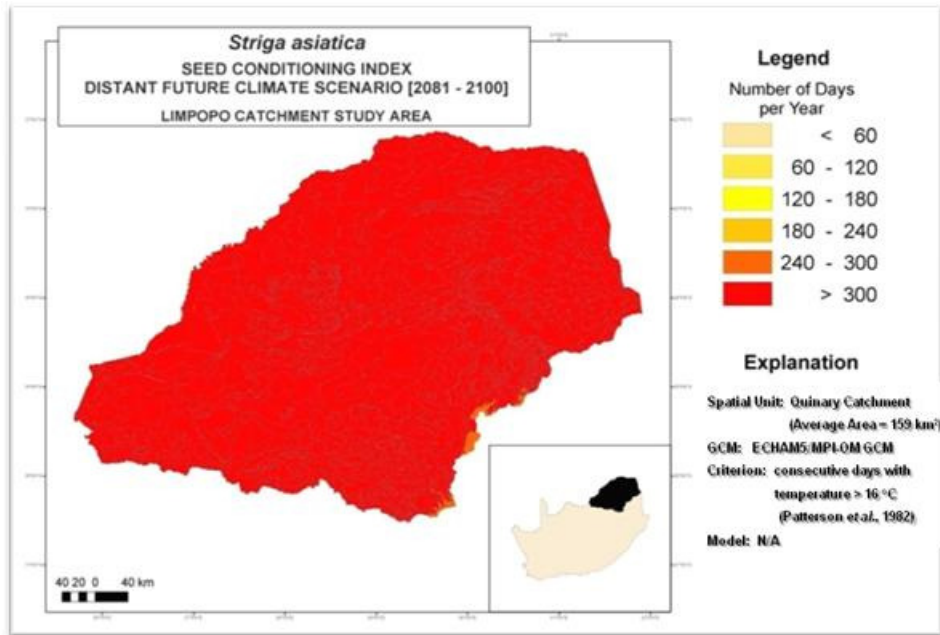 Striga asiatica
SEED CONDITIONING INDEX
DISTANT FUTURE CLIMATE SCENARIO [2081 - 2100]
LIMPOPO CATCHMENT STUDY AREA
Legend
Number of Days
per Year
< 60
60 - 120
120 - 180
180 - 240
240 - 300
> 300
Explanation
Spatial Unit: Quinary Catchment
(Average Area = 159 km²
GCM: ECHAM5/MPI-OM GCM
Criterion: consecutive days with
temperature > 16 °C
(Patterson et al., 1982)
Model: N/A
40 20 0 40 km